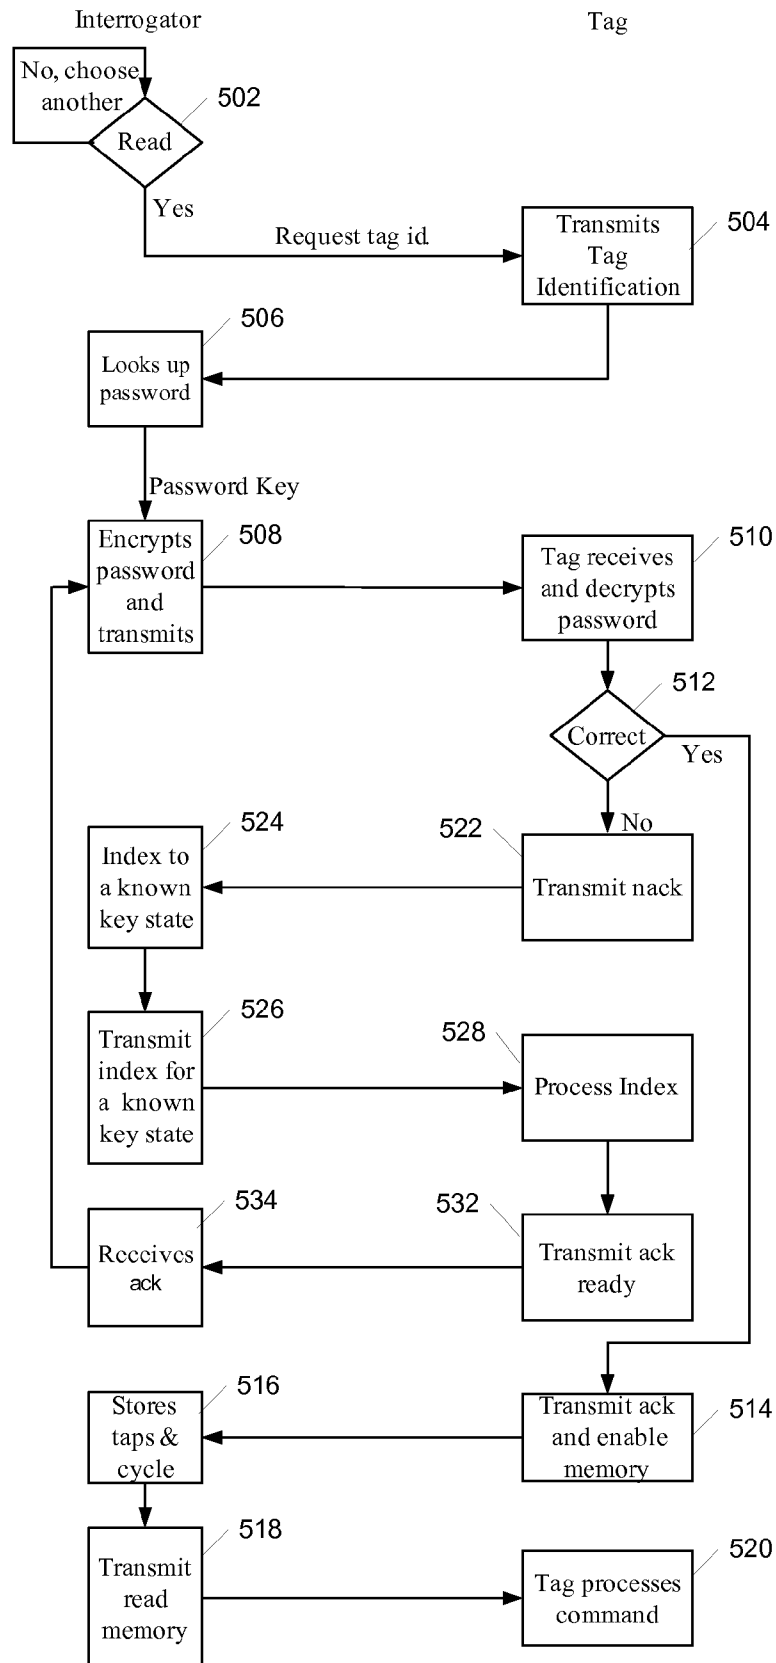 Interrogator
Tag
No, choose
another
502
Read
Yes
Request tag id
Transmits
Tag
Identification
504
506
Looks up
password
Password Key
Encrypts
password
and
transmits
508
Tag receives
and decrypts
password
510
512
Correct
Yes
No
524
Index to
a known
key state
522
Transmit nack
526
Transmit
index for
a known
key state
528
Process Index
534
Receives
ack
532
Transmit ack
ready
516
Stores
taps &
cycle
Transmit ack
and enable
memory
514
518
Transmit
read
memory
Tag processes
command
520